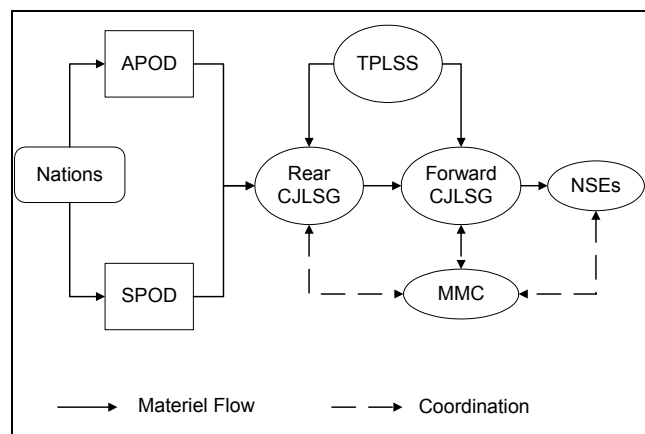 APOD
TPLSS
Nations
Rear
CJLSG
Forward
CJLSG
NSEs
SPOD
MMC
Materiel Flow
Coordination